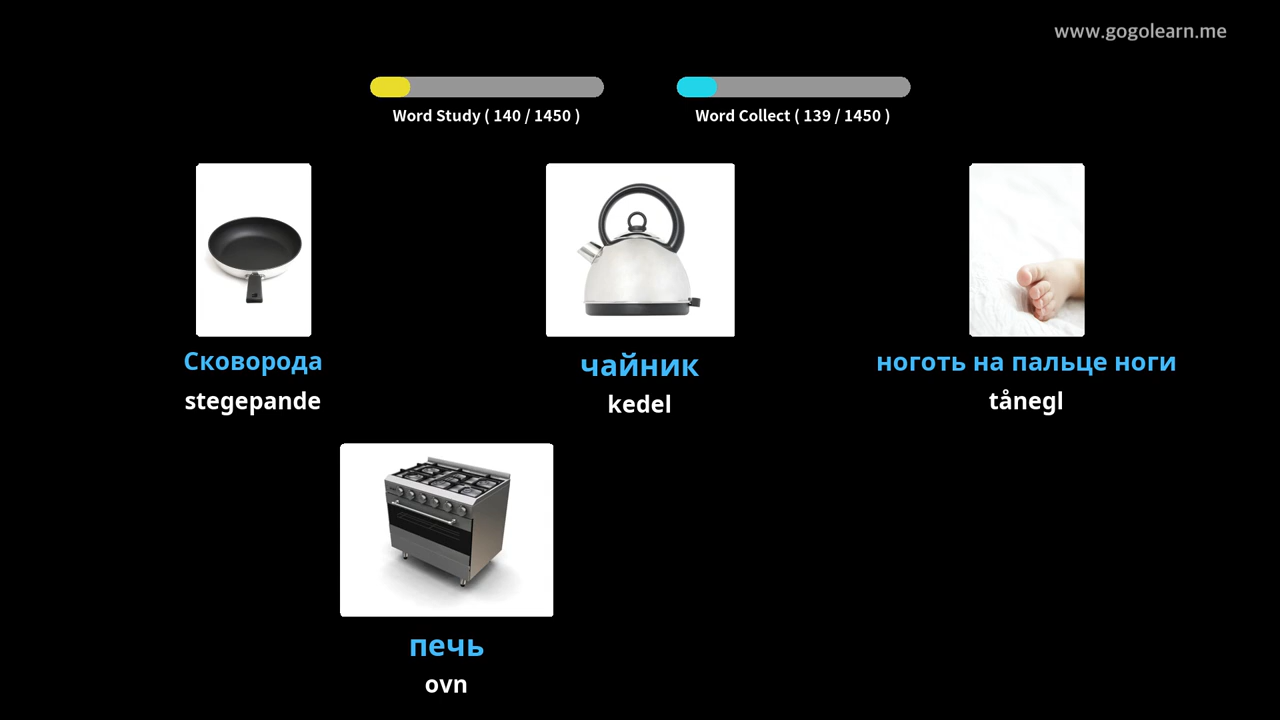 www.gogolearn.me
Word Study ( 140 / 1450 )
Word Collect ( 139 / 1450 )
Сковорода
stegepande
чайник
kedel
ноготь на пальце ноги
tånegl
печь
ovn